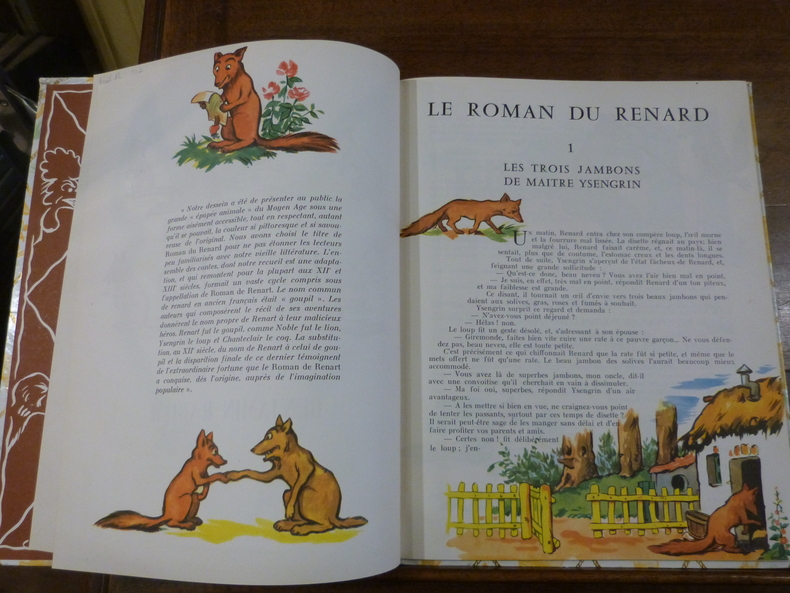 « Notre dessein a été de présenter au public la
grande « épopée animale » du Moyen Age sous une
forme aisément accessible, tout en respectant, autant
qu'il se pouvait, la couleur si pittoresque et si savou-
reuse de l'original. Nous avons choisi le titre de
Roman du Renard pour ne pas étonner les lecteurs
peu familiarisés avec notre vieille littérature. L'en-
semble des contes, dont notre recueil est une adapta-
tion, et qui remontent pour la plupart aux XIIe et
XIIIe siècles, formait un vaste cycle compris sous
l'appellation de Roman de Renart. Le nom commun
de renard en ancien français était « goupil ». Les
auteurs qui composèrent le récit de ses aventures
donnèrent le nom propre de Renart à leur malicieux
héros. Renart fut le goupil, comme Noble fut le lion,
Ysengrin le loup et Chanteclair le coq. La substitu-
tion, au XIIe siècle, du nom de Renart à celui de gou-
pil et la disparition finale de ce dernier témoignent
de l'extraordinaire fortune que le Roman de Renart
a conquise, dès l'origine, auprès de l'imagination
populaire ».
LE ROMAN DU RENARD
1
LES TROIS JAMBONS
DE MAITRE YSENGRIN
Un matin, Renard entra chez son compère loup, l'œil morne
et la fourrure mal lissée. La disette régnait au pays; bien
malgré lui, Renard faisait carême, et, ce matin-là, il se
sentait, plus que de coutume, l'estomac creux et les dents longues.
Tout de suite, Ysengrin s'aperçut de l'état fâcheux de Renard, et,
feignant une grande sollicitude :
— Qu'est-ce donc, beau neveu ? Vous avez l'air bien mal en point.
— Je suis, en effet, très mal en point, répondit Renard d'un ton piteux,
et ma faiblesse est grande.
Ce disant, il tournait un œil d'envie vers trois beaux jambons qui pen-
daient aux solives, gras, roses et fumés à souhait.
Ysengrin surprit ce regard et demanda :
— N'avez-vous point déjeuné ?
— Hélas ! non.
Le loup fit un geste désolé, et, s'adressant à son épouse :
— Giremonde, faites bien vite cuire une rate à ce pauvre garçon... Ne vous défen-
dez pas, beau neveu, elle est toute petite.
C'est précisément ce qui chiffonnait Renard que la rate fût si petite, et même que le
mets offert ne fût qu'une rate. Le beau jambon des solives l'aurait beaucoup mieux
accommodé.
— Vous avez là de superbes jambons, mon oncle, dit-il
avec une convoitise qu'il cherchait en vain à dissimuler.
— Ma foi oui, superbes, répondit Ysengrin d'un air
avantageux.
— A les mettre si bien en vue, ne craignez-vous point
de tenter les passants, surtout par ces temps de disette ?
Il serait peut-être sage de les manger sans délai et d'en
faire profiter vos parents et amis.
— Certes non ! fit délibérément
le loup ; j'en-